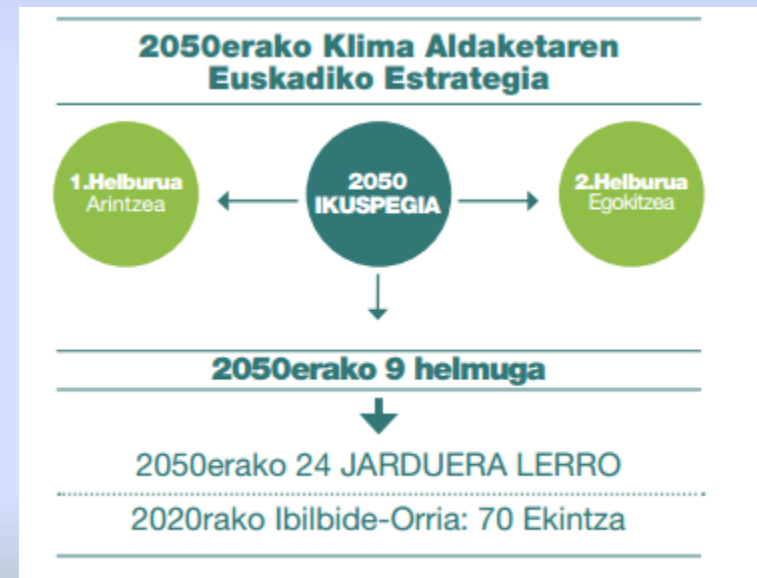 2050erako Klima Aldaketaren
Euskadiko Estrategia
1.Helburua
Arintzea
2050
IKUSPEGIA
2.Helburua
Egokitzea
2050erako 9 helmuga
2050erako 24 JARDUERA LERRO
2020rako Ibilbide-Orria: 70 Ekintza